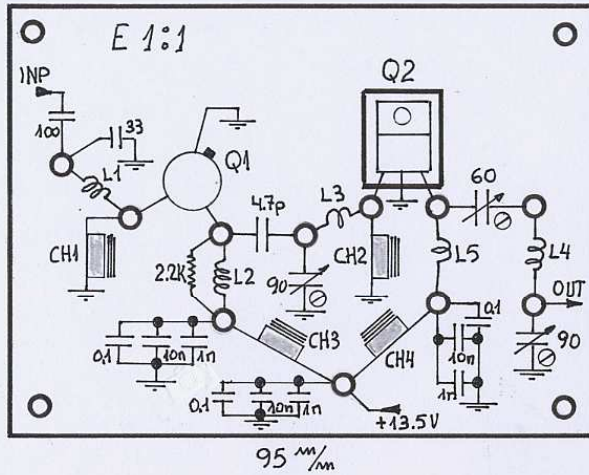 E 1:1
INP
100
33
L1
Q1
Q2
CH1
2.2K
L2
4.7p
90
L3
CH2
60
L5
L4
OUT
0.1
10n
1n
90
0.1
10n
1n
CH3
CH4
0.1
10n
1n
+13.5V
95 m/m